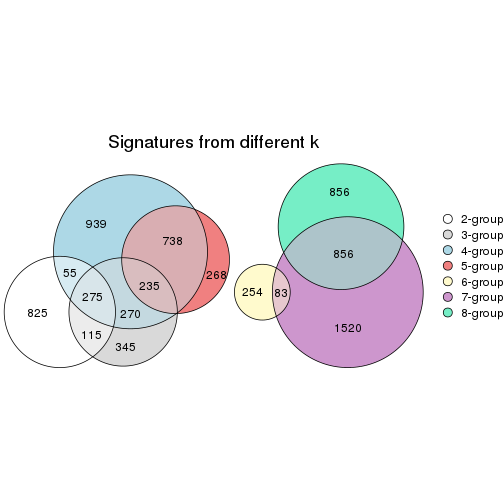 Signatures from different k
856
939
738
856
268
55
235
275
254
83
270
825
115
1520
345
2-group
3-group
4-group
5-group
6-group
7-group
8-group